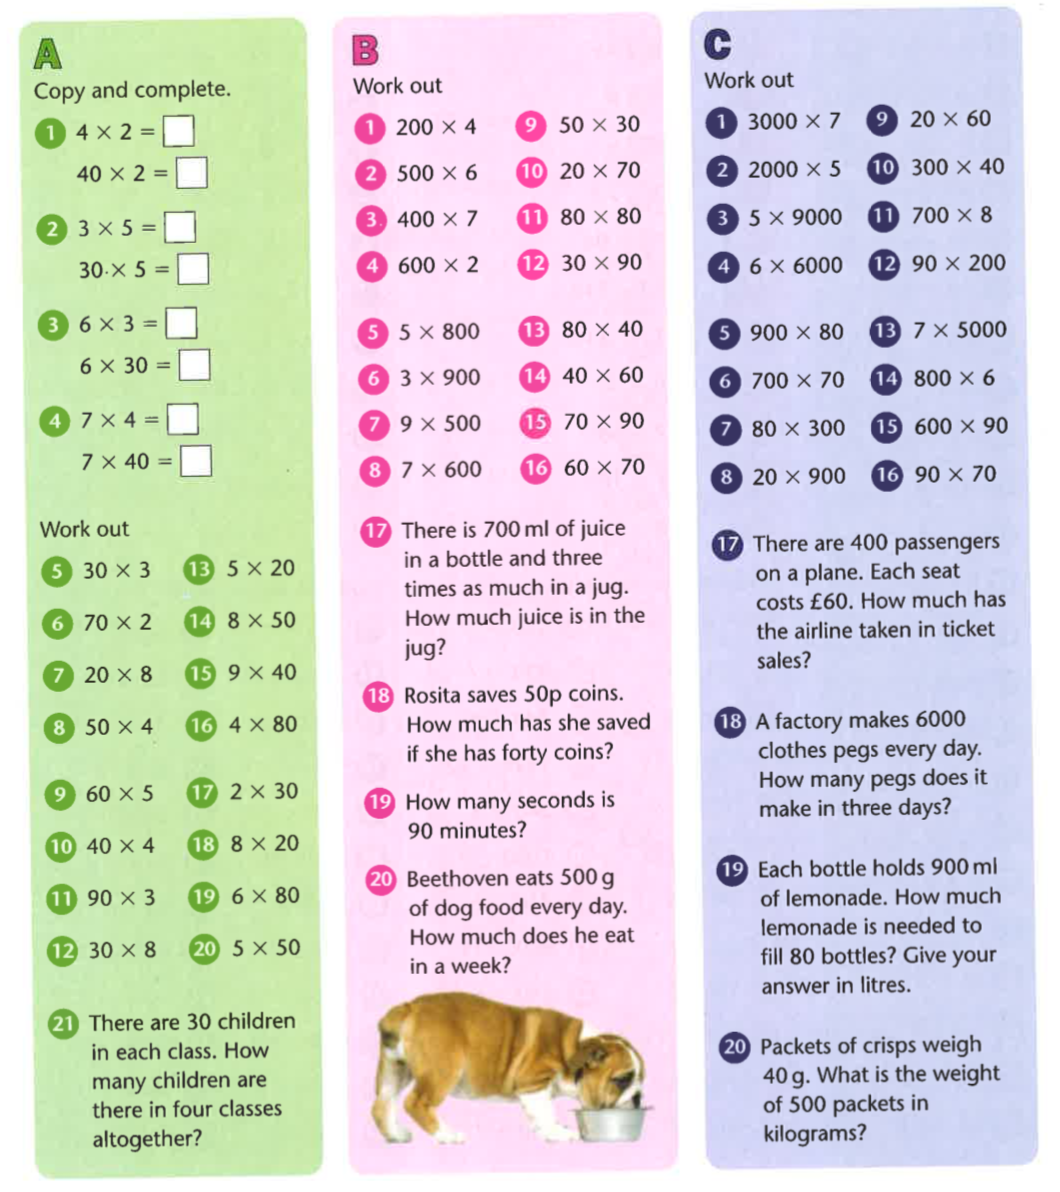 A
Copy and complete.
1 4 × 2 =
40 × 2 =
2 3 × 5 =
30 × 5 =
3 6 × 3 =
6 × 30 =
4 7 × 4 =
7 × 40 =
Work out
5 30 × 3
6 70 × 2
7 20 × 8
8 50 × 4
9 60 × 5
10 40 × 4
11 90 × 3
12 30 × 8
13 5 × 20
14 8 × 50
15 9 × 40
16 4 × 80
17 2 × 30
18 8 × 20
19 6 × 80
20 5 × 50
21 There are 30 children
in each class. How
many children are
there in four classes
altogether?
B
Work out
1 200 × 4
2 500 × 6
3 400 × 7
4 600 × 2
5 5 × 800
6 3 × 900
7 9 × 500
8 7 × 600
9 50 × 30
10 20 × 70
11 80 × 80
12 30 × 90
13 80 × 40
14 40 × 60
15 70 × 90
16 60 × 70
17 There is 700 ml of juice
in a bottle and three
times as much in a jug.
How much juice is in the
jug?
18 Rosita saves 50p coins.
How much has she saved
if she has forty coins?
19 How many seconds is
90 minutes?
20 Beethoven eats 500 g
of dog food every day.
How much does he eat
in a week?
C
Work out
1 3000 × 7
2 2000 × 5
3 5 × 9000
4 6 × 6000
5 900 × 80
6 700 × 70
7 80 × 300
8 20 × 900
9 20 × 60
10 300 × 40
11 700 × 8
12 90 × 200
13 7 × 5000
14 800 × 6
15 600 × 90
16 90 × 70
17 There are 400 passengers
on a plane. Each seat
costs £60. How much has
the airline taken in ticket
sales?
18 A factory makes 6000
clothes pegs every day.
How many pegs does it
make in three days?
19 Each bottle holds 900 ml
of lemonade. How much
lemonade is needed to
fill 80 bottles? Give your
answer in litres.
20 Packets of crisps weigh
40 g. What is the weight
of 500 packets in
kilograms?